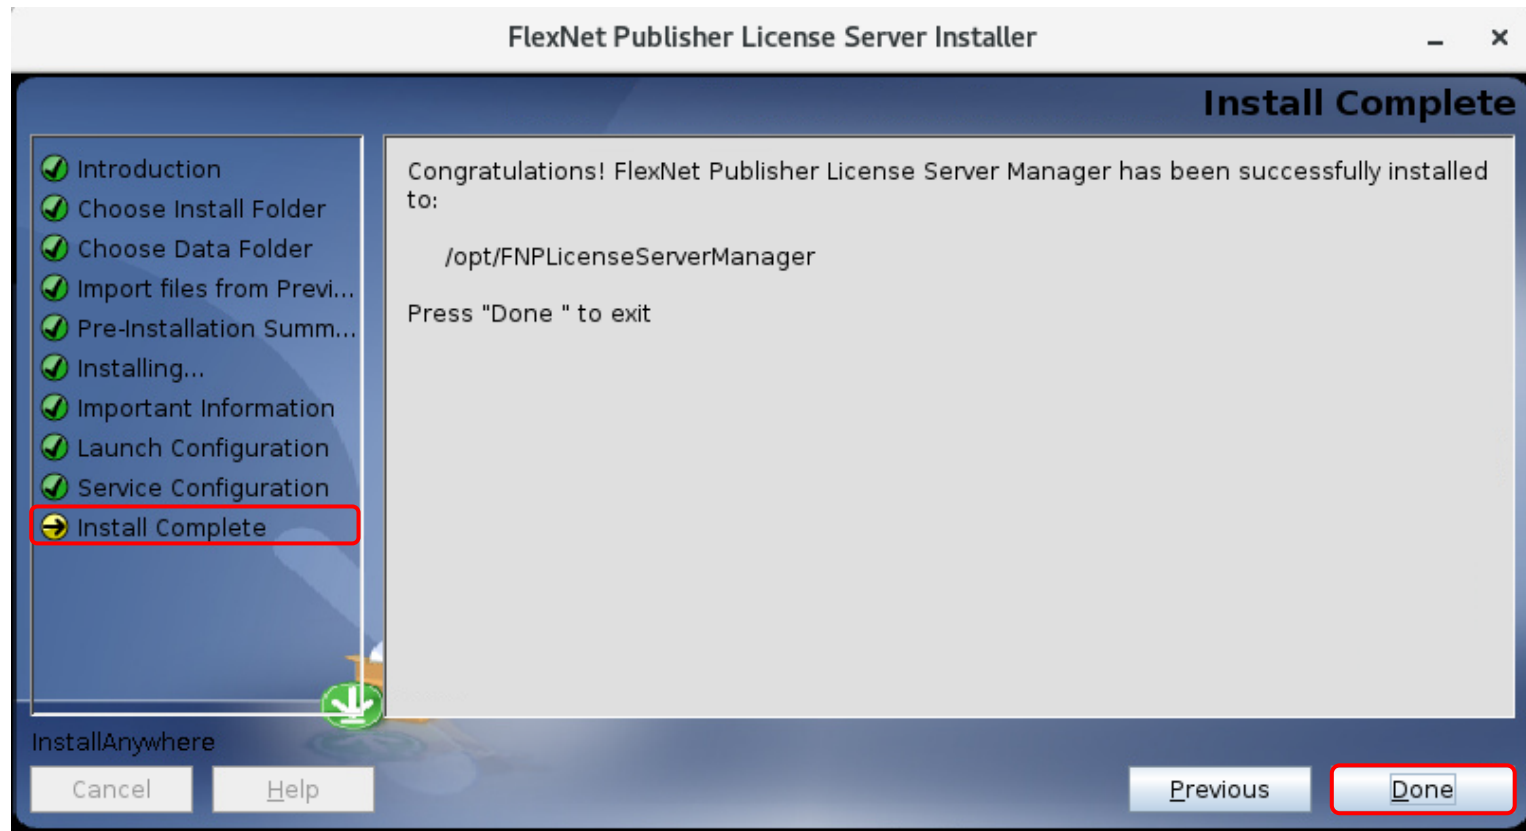 FlexNet Publisher License Server Installer
Install Complete
Introduction
Choose Install Folder
Choose Data Folder
Import files from Previ...
Pre-Installation Summ...
Installing...
Important Information
Launch Configuration
Service Configuration
Install Complete
Congratulations! FlexNet Publisher License Server Manager has been successfully installed
to:
/opt/FNPLicenseServerManager
Press "Done " to exit
InstallAnywhere
Cancel
Help
Previous
Done